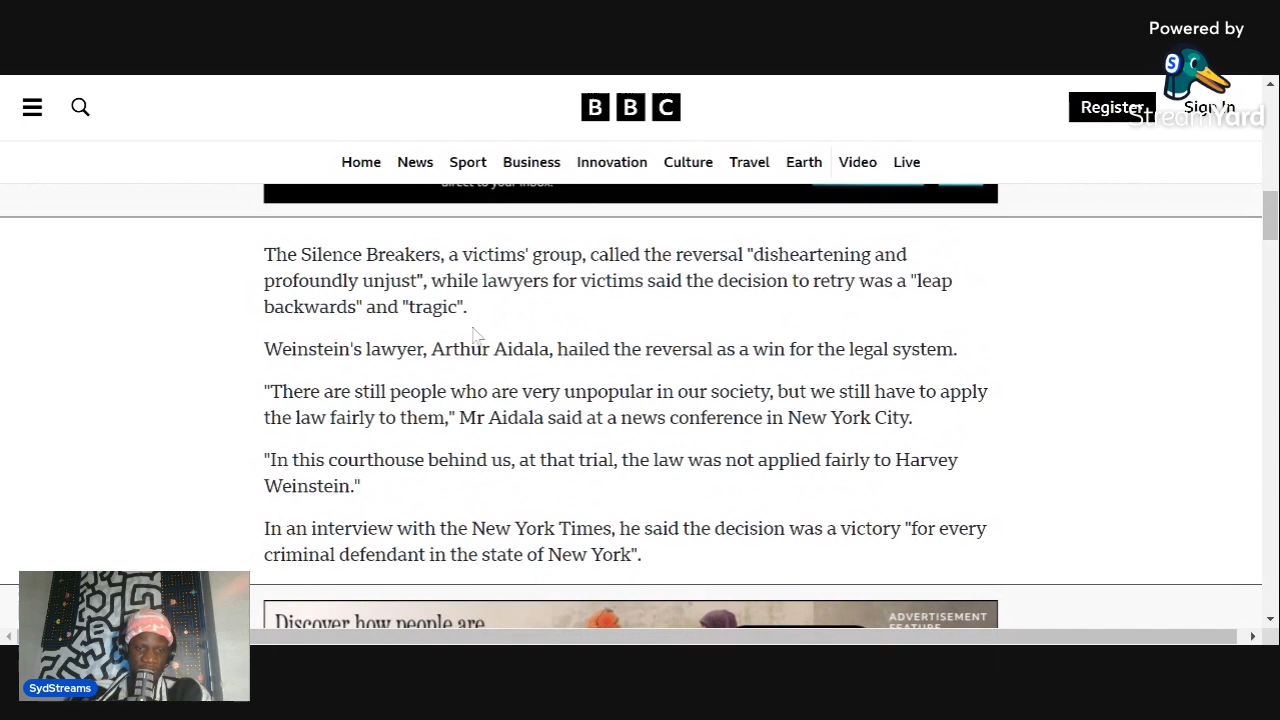 Powered by
StreamYard
BBC
Register
Sign In
Home News Sport Business Innovation Culture Travel Earth Video Live
direct to your inbox.
The Silence Breakers, a victims' group, called the reversal "disheartening and
profoundly unjust", while lawyers for victims said the decision to retry was a "leap
backwards" and "tragic".
Weinstein's lawyer, Arthur Aidala, hailed the reversal as a win for the legal system.
"There are still people who are very unpopular in our society, but we still have to apply
the law fairly to them," Mr Aidala said at a news conference in New York City.
"In this courthouse behind us, at that trial, the law was not applied fairly to Harvey
Weinstein."
In an interview with the New York Times, he said the decision was a victory "for every
criminal defendant in the state of New York".
Discover how people are
ADVERTISEMENT
FEATURE
SydStreams